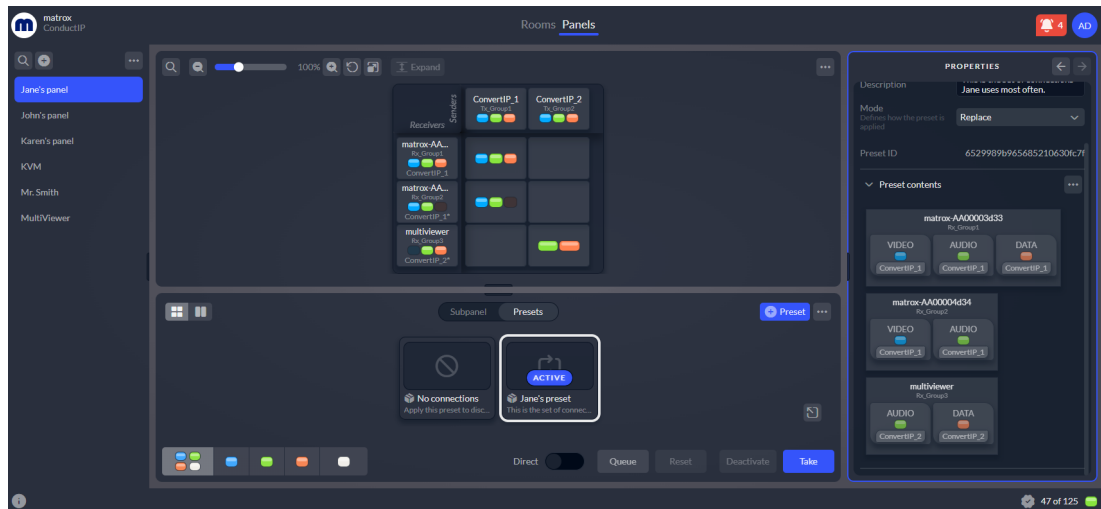 matrox
ConductIP
Rooms Panels
4
AD
Jane's panel
John's panel
Karen's panel
KVM
Mr. Smith
MultiViewer
100%
Expand
Senders
Receivers
ConvertIP_1
Tx_Group1
ConvertIP_2
Tx_Group2
matrox-AA...
Rx_Group1
ConvertIP_1
matrox-AA...
Rx_Group2
ConvertIP_1*
multiviewer
Rx_Group3
ConvertIP_2*
Subpanel Presets
Preset
ACTIVE
No connections
Apply this preset to disc...
Jane's preset
This is the set of connec...
Direct
Queue
Reset
Deactivate
Take
PROPERTIES
Description
Jane uses most often.
Mode
Defines how the preset is
applied
Replace
Preset ID
6529989b965685210630fc7f
Preset contents
matrox-AA00003d33
Rx_Group1
VIDEO AUDIO DATA
ConvertIP_1 ConvertIP_1 ConvertIP_1
matrox-AA00004d34
Rx_Group2
VIDEO AUDIO
ConvertIP_1 ConvertIP_1
multiviewer
Rx_Group3
AUDIO DATA
ConvertIP_2 ConvertIP_2
47 of 125